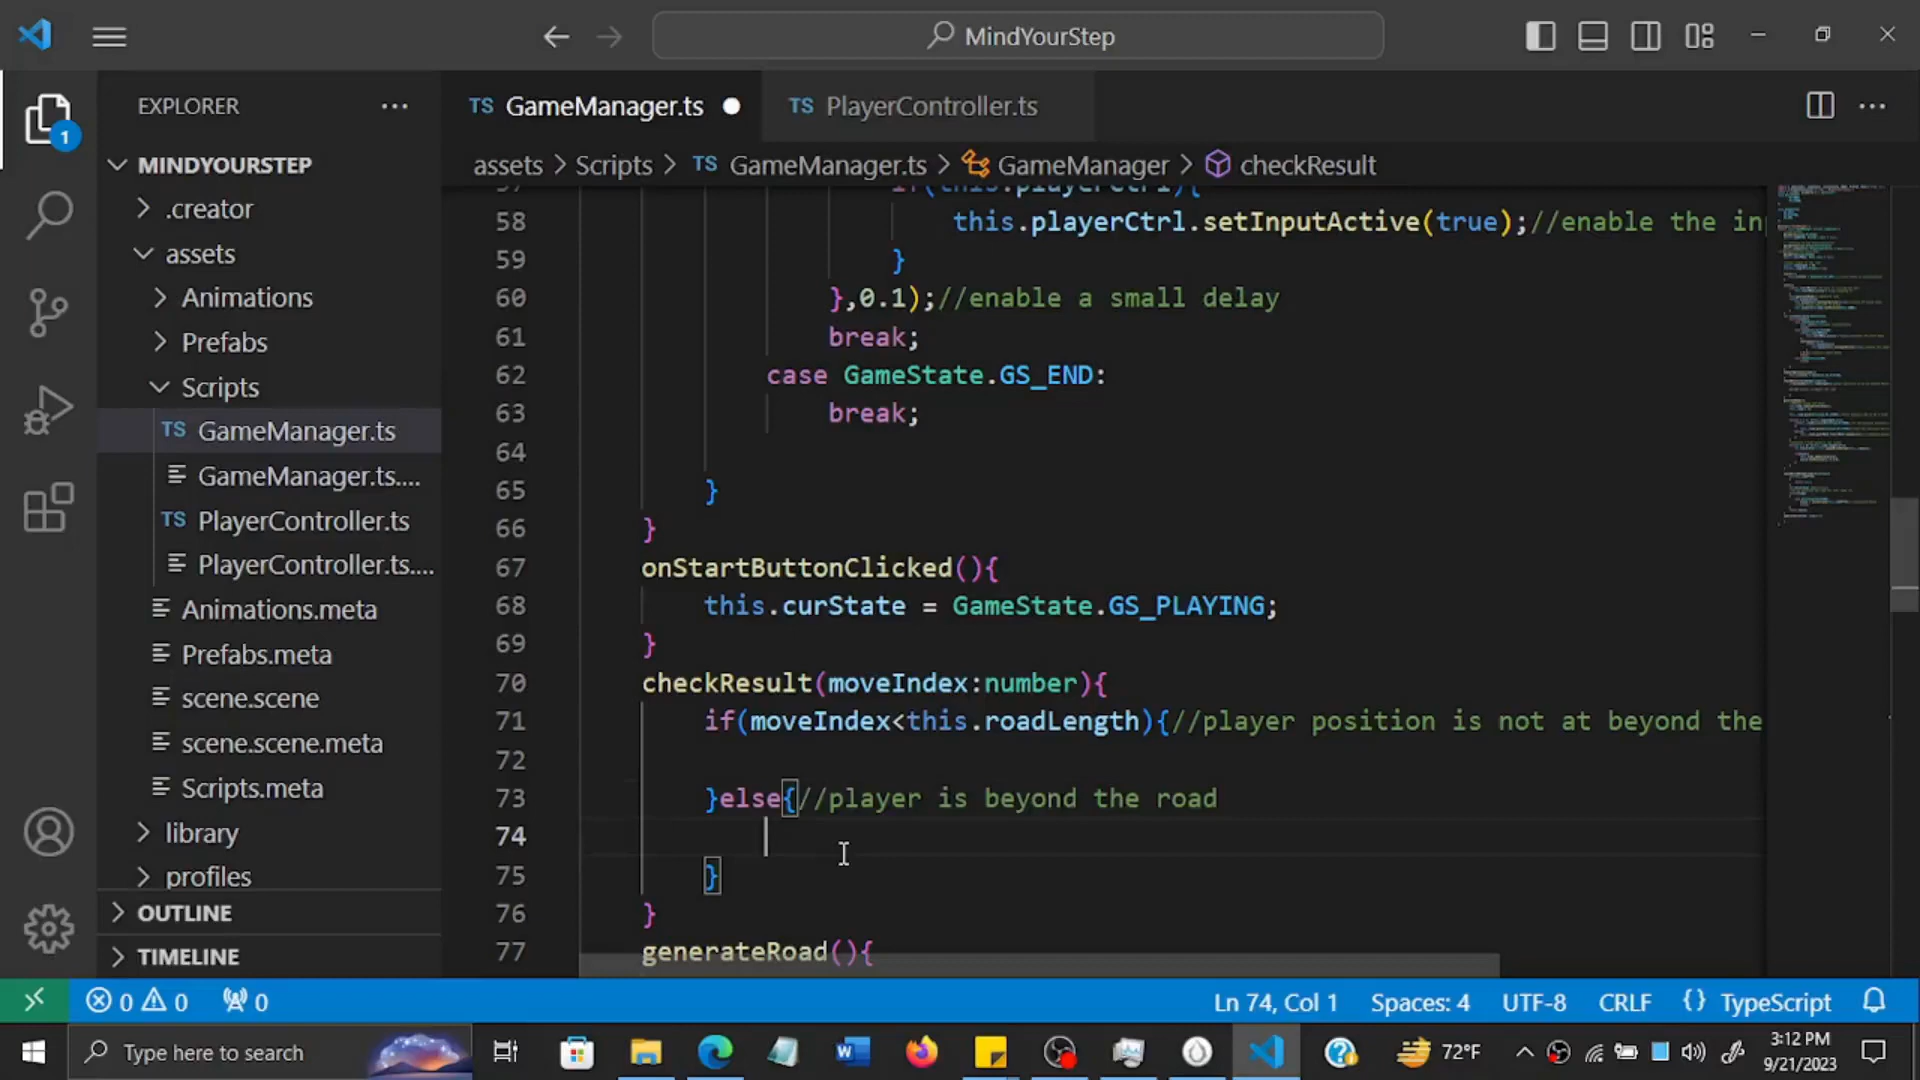 MindYourStep
EXPLORER
TS GameManager.ts
TS PlayerController.ts
assets > Scripts > TS GameManager.ts > GameManager > checkResult
MINDYOURSTEP
.creator
assets
Animations
Prefabs
Scripts
TS GameManager.ts
GameManager.ts....
TS PlayerController.ts
PlayerController.ts....
Animations.meta
Prefabs.meta
scene.scene
scene.scene.meta
Scripts.meta
library
profiles
OUTLINE
TIMELINE
57 if(this.playerCtrl){
58 this.playerCtrl.setInputActive(true);//enable the in
59 }
60 },0.1);//enable a small delay
61 break;
62 case GameState.GS_END:
63 break;
64
65 }
66 }
67 onStartButtonClicked(){
68 this.curState = GameState.GS_PLAYING;
69 }
70 checkResult(moveIndex:number){
71 if(moveIndex<this.roadLength){//player position is not at beyond the
72
73 }else{//player is beyond the road
74
75 }
76 }
77 generateRoad(){
1
0 0 0
Ln 74, Col 1 Spaces: 4 UTF-8 CRLF {} TypeScript
Type here to search
72°F
3:12 PM
9/21/2023